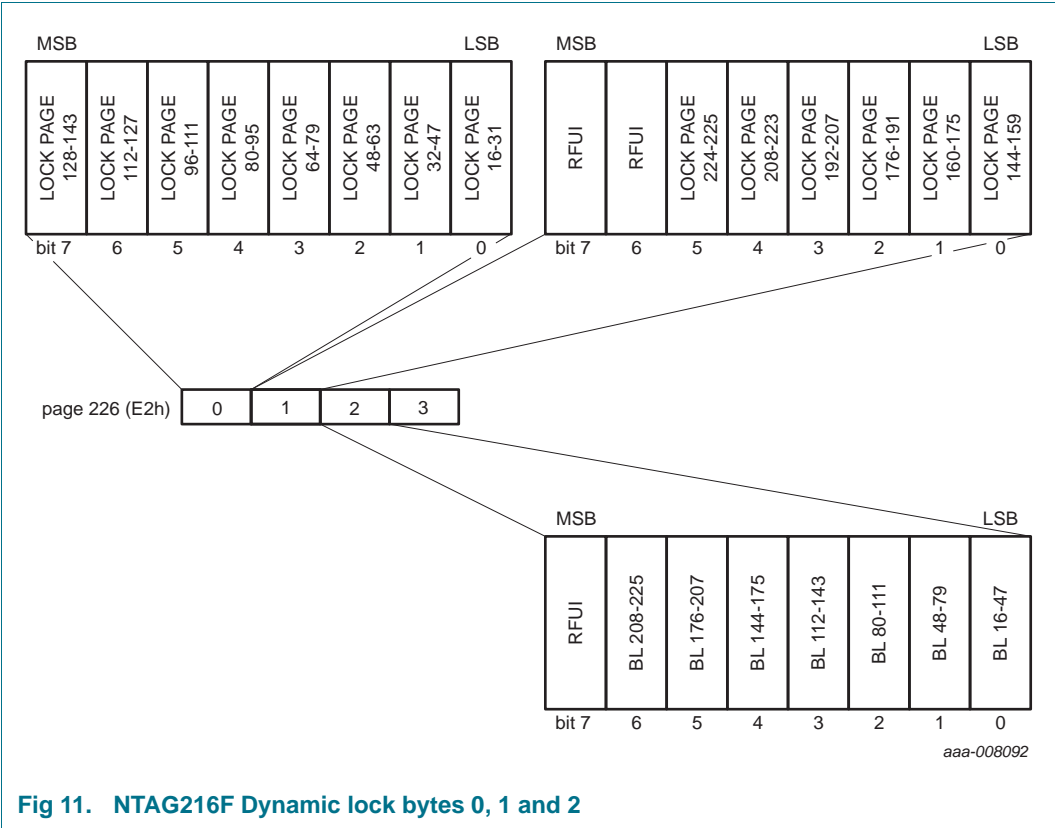 MSB LSB
LOCK PAGE 128-143
LOCK PAGE 112-127
LOCK PAGE 96-111
LOCK PAGE 80-95
LOCK PAGE 64-79
LOCK PAGE 48-63
LOCK PAGE 32-47
LOCK PAGE 16-31
bit 7 6 5 4 3 2 1 0
MSB LSB
RFUI
RFUI
LOCK PAGE 224-225
LOCK PAGE 208-223
LOCK PAGE 192-207
LOCK PAGE 176-191
LOCK PAGE 160-175
LOCK PAGE 144-159
bit 7 6 5 4 3 2 1 0
page 226 (E2h) 0 1 2 3
MSB LSB
RFUI
BL 208-225
BL 176-207
BL 144-175
BL 112-143
BL 80-111
BL 48-79
BL 16-47
bit 7 6 5 4 3 2 1 0
aaa-008092
Fig 11. NTAG216F Dynamic lock bytes 0, 1 and 2